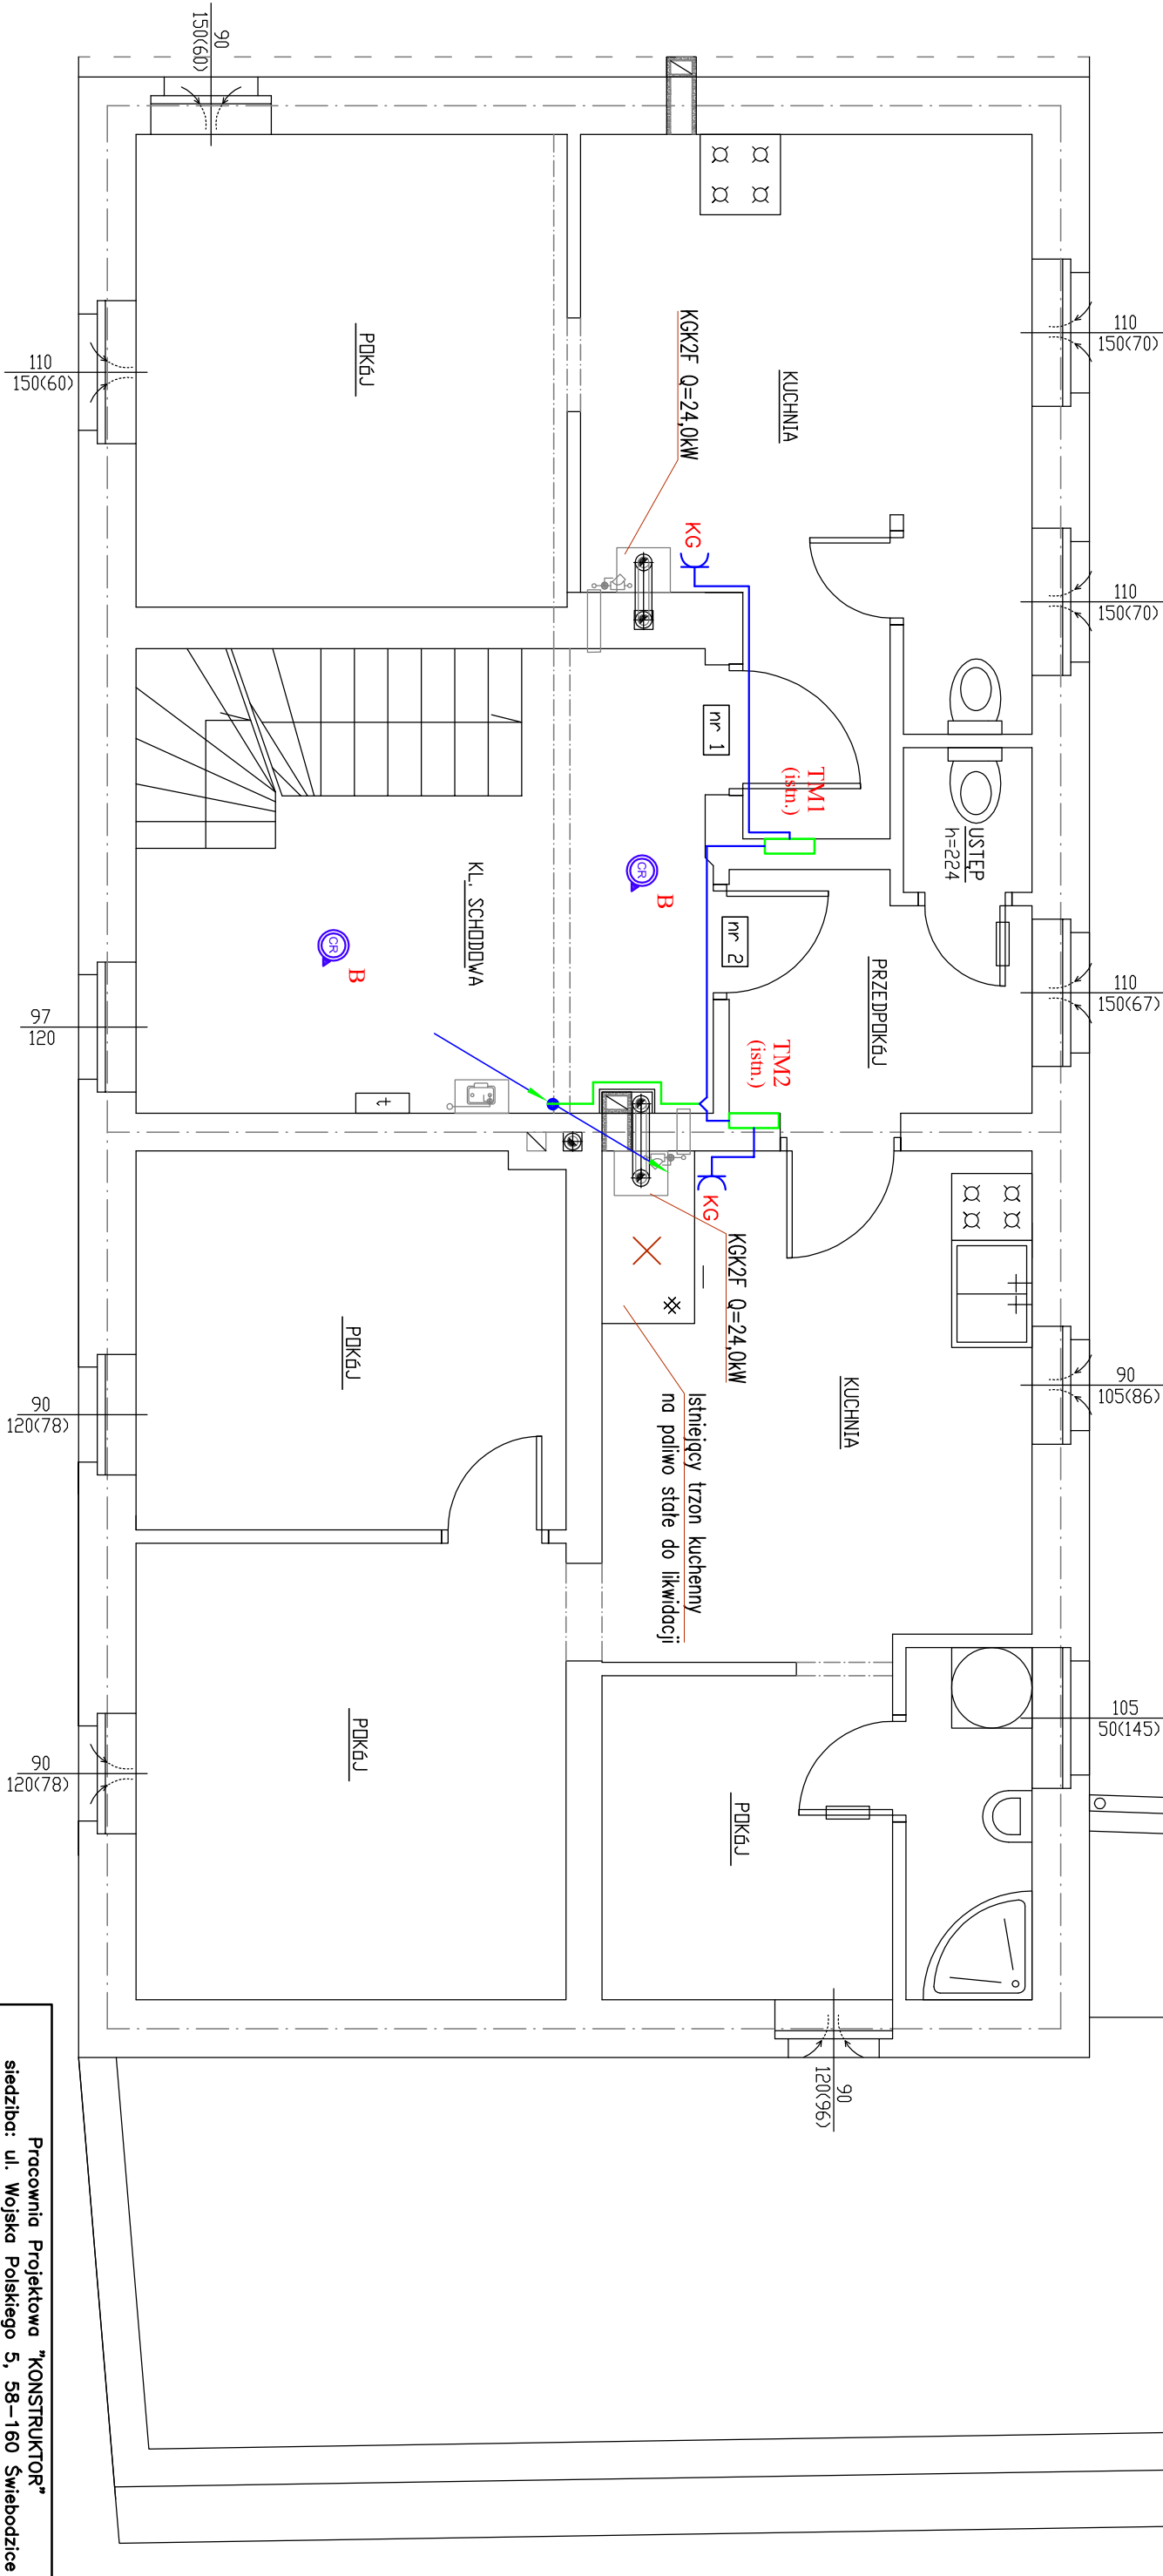 90
150(60)
110
150(60)
POKÓJ
KGK2F Q=24,0kW
KUCHNIA
KG
110
150(70)
110
150(70)
nr 1
TM1
(istn.)
USTĘP
h=224
CR
B
KL. SCHODOWA
CR
B
nr 2
PRZEDPOKÓJ
110
150(67)
97
120
t
TM2
(istn.)
KG
KGK2F Q=24,0kW
Istniejący trzon kuchenny
na paliwo stałe do likwidacji
KUCHNIA
90
105(86)
POKÓJ
90
120(78)
POKÓJ
90
120(78)
POKÓJ
105
50(145)
90
120(96)
Pracownia Projektowa "KONSTRUKTOR"
siedziba: ul. Wojska Polskiego 5, 58-160 Świebodzice